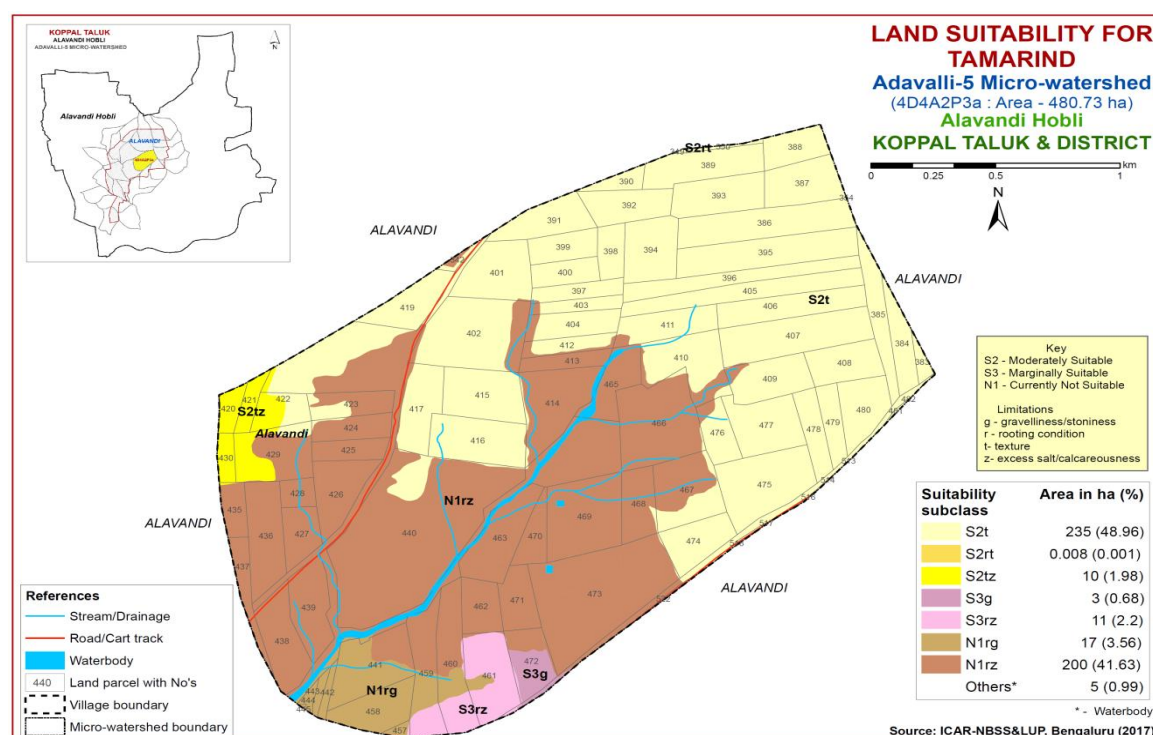 KOPPAL TALUK
ALAVANDI HOBLI
ADAVALLI-5 MICRO-WATERSHED
N
Alavandi Hobli
ALAVANDI
LAND SUITABILITY FOR
TAMARIND
Adavalli-5 Micro-watershed
(4D4A2P3a : Area - 480.73 ha)
Alavandi Hobli
KOPPAL TALUK & DISTRICT
0 0.25 0.5 1 km
N
S2rt
388
389
390
387
393
392
391
386
ALAVANDI
399
398
394
395
401
400
396
ALAVANDI
397
405
419
403
406
S2t
402
404
411
385
407
412
384
413
410
408
383
409
421
420
422
S2tz
423
415
414
465
417
480
Alavandi
424
466
479
477
478
416
476
425
430
429
428
426
N1rz
467
475
435
468
469
ALAVANDI
436
427
440
463
470
474
437
ALAVANDI
473
439
462
471
438
441
460
472
461
S3g
459
N1rg
442
458
S3rz
457
Key
S2 - Moderately Suitable
S3 - Marginally Suitable
N1 - Currently Not Suitable
Limitations
g - gravelliness/stoniness
r - rooting condition
t- texture
z- excess salt/calcareousness
Suitability subclass Area in ha (%)
S2t 235 (48.96)
S2rt 0.008 (0.001)
S2tz 10 (1.98)
S3g 3 (0.68)
S3rz 11 (2.2)
N1rg 17 (3.56)
N1rz 200 (41.63)
Others* 5 (0.99)
* - Waterbody
Source: ICAR-NBSS&LUP, Bengaluru (2017)
References
Stream/Drainage
Road/Cart track
Waterbody
440 Land parcel with No's
Village boundary
Micro-watershed boundary